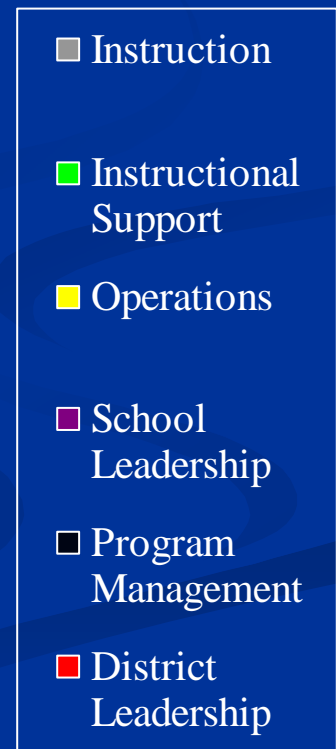 Instruction
Instructional
Support
Operations
School
Leadership
Program
Management
District
Leadership